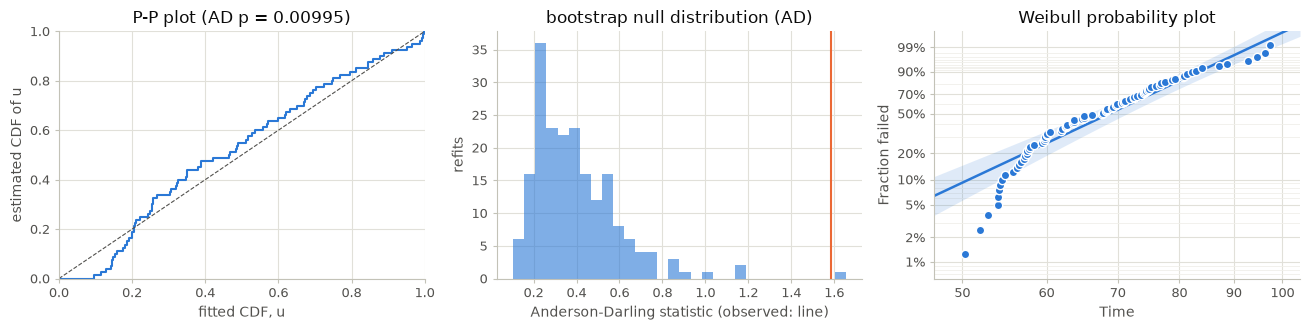 P-P plot (AD p = 0.00995)
1.0
0.8
0.6
0.4
0.2
0.0
estimated CDF of u
0.0 0.2 0.4 0.6 0.8 1.0
fitted CDF, u
bootstrap null distribution (AD)
35
30
25
20
15
10
5
0
refits
0.2 0.4 0.6 0.8 1.0 1.2 1.4 1.6
Anderson-Darling statistic (observed: line)
Weibull probability plot
99%
90%
70%
50%
20%
10%
5%
2%
1%
Fraction failed
50 60 70 80 90 100
Time